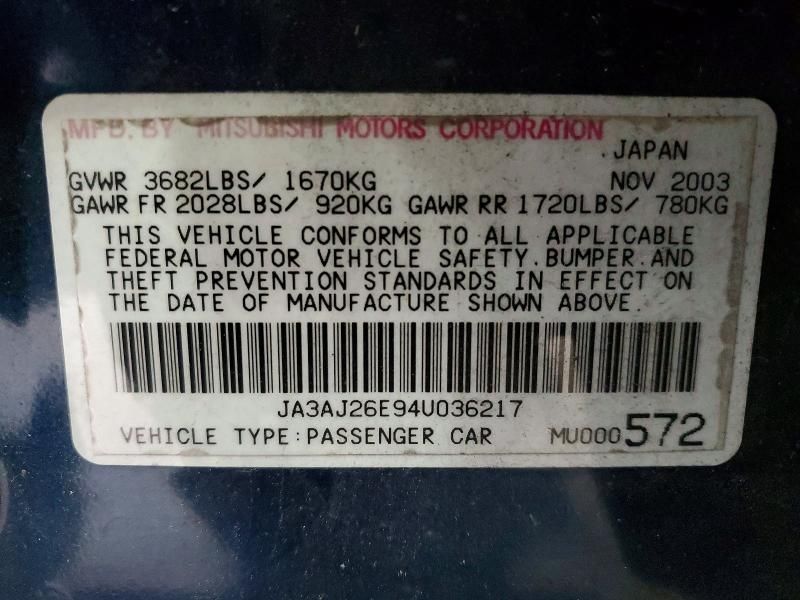 MFD. BY MITSUBISHI MOTORS CORPORATION
JAPAN
GVWR 3682LBS/ 1670KG NOV 2003
GAWR FR 2028LBS/ 920KG GAWR RR 1720LBS/ 780KG
THIS VEHICLE CONFORMS TO ALL APPLICABLE
FEDERAL MOTOR VEHICLE SAFETY.BUMPER.AND
THEFT PREVENTION STANDARDS IN EFFECT ON
THE DATE OF MANUFACTURE SHOWN ABOVE.
JA3AJ26E94U036217
VEHICLE TYPE:PASSENGER CAR MU000572